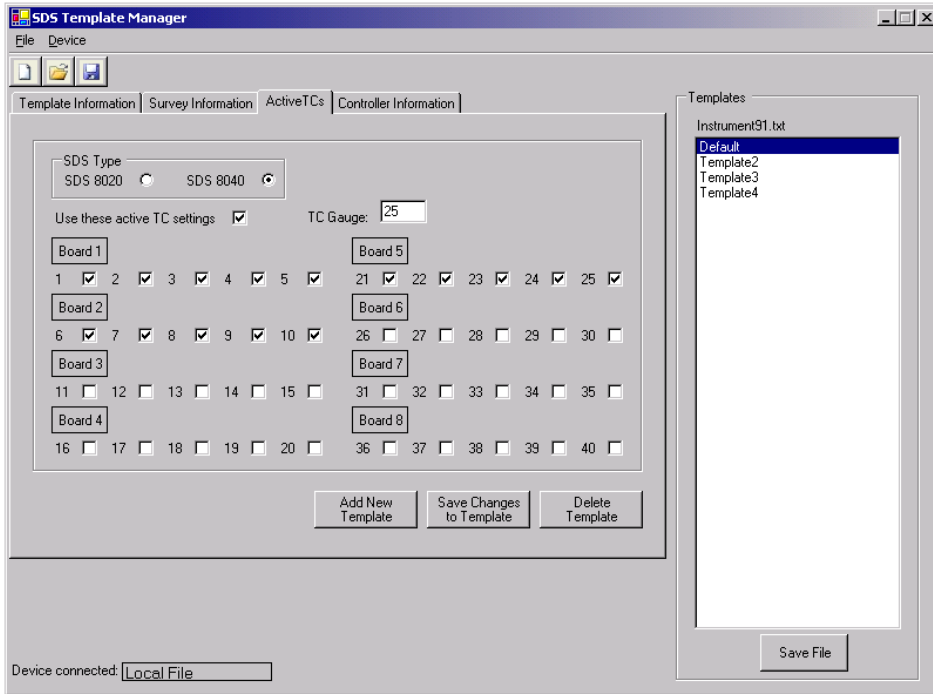 SDS Template Manager
File Device
Template Information Survey Information ActiveTCs Controller Information
SDS Type
SDS 8020 SDS 8040
Use these active TC settings TC Gauge: 25
Board 1 Board 5
1 2 3 4 5 21 22 23 24 25
Board 2 Board 6
6 7 8 9 10 26 27 28 29 30
Board 3 Board 7
11 12 13 14 15 31 32 33 34 35
Board 4 Board 8
16 17 18 19 20 36 37 38 39 40
Add New Template
Save Changes to Template
Delete Template
Templates
Instrument91.txt
Default
Template2
Template3
Template4
Save File
Device connected: Local File